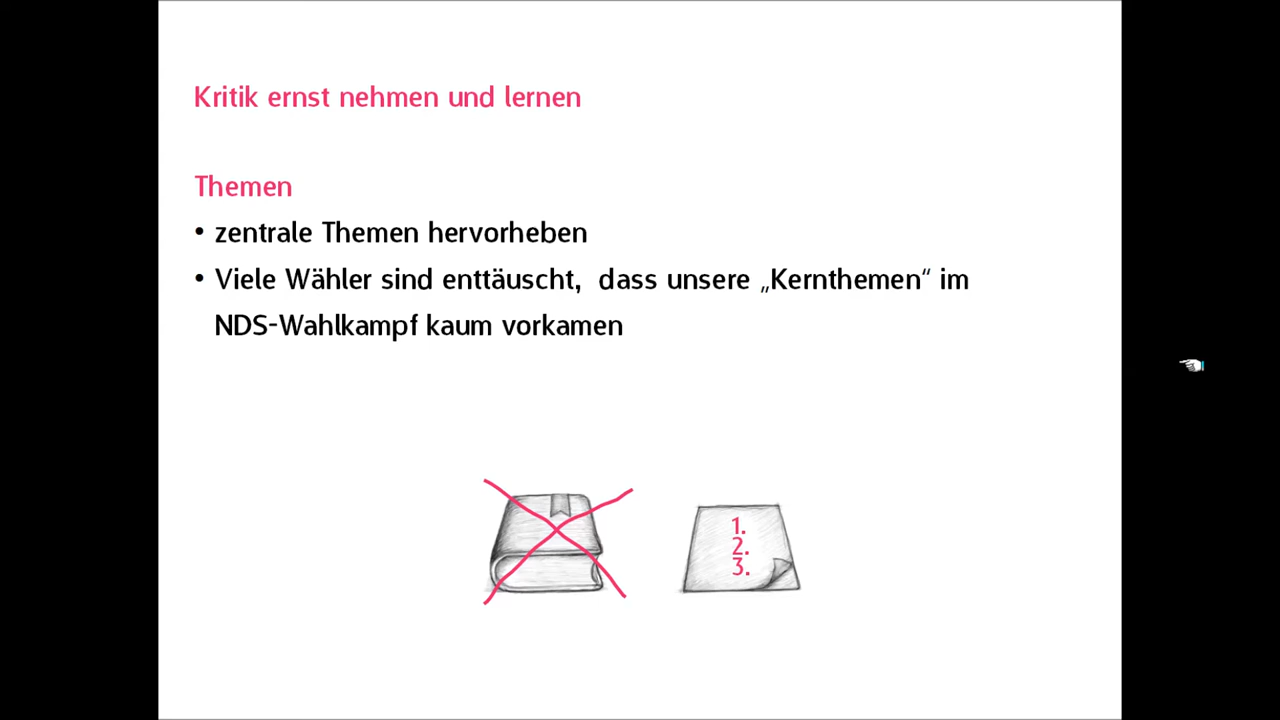 Kritik ernst nehmen und lernen
Themen
• zentrale Themen hervorheben
• Viele Wähler sind enttäuscht, dass unsere „Kernthemen“ im
NDS-Wahlkampf kaum vorkamen
1.
2.
3.